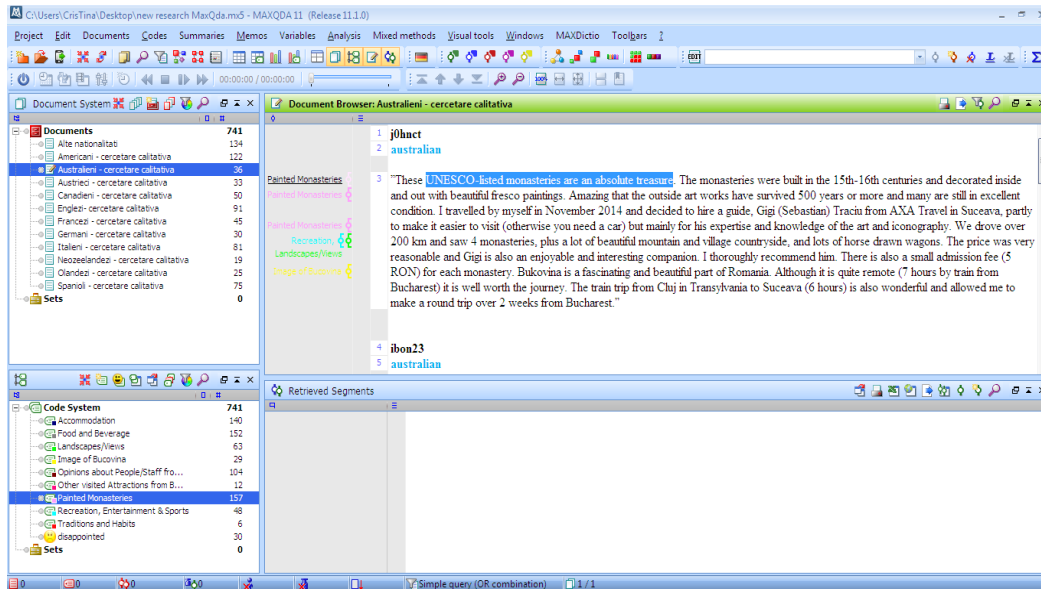 C:\Users\CrisTina\Desktop\new research MaxQda.mx5 - MAXQDA 11 (Release 11.1.0)
Project Edit Documents Codes Summaries Memos Variables Analysis Mixed methods Visual tools Windows MAXDictio Toolbars ?
EDIT
00:00:00 / 00:00:00
Document System
Documents 741
Alte nationalitati 134
Americani - cercetare calitativa 122
Australieni - cercetare calitativa 36
Austrieci - cercetare calitativa 33
Canadieni - cercetare calitativa 50
Englezi - cercetare calitativa 91
Francezi - cercetare calitativa 45
Germani - cercetare calitativa 30
Italieni - cercetare calitativa 81
Neozeelandezi - cercetare calitativa 19
Olandezi - cercetare calitativa 25
Spanioli - cercetare calitativa 75
Sets 0
Document Browser: Australieni - cercetare calitativa
1 j0hnct
2 australian
Painted Monasteries
Painted Monasteries
Painted Monasteries
Recreation,
Landscapes/Views
Image of Bucovina
3 "These UNESCO-listed monasteries are an absolute treasure. The monasteries were built in the 15th-16th centuries and decorated inside
and out with beautiful fresco paintings. Amazing that the outside art works have survived 500 years or more and many are still in excellent
condition. I travelled by myself in November 2014 and decided to hire a guide, Gigi (Sebastian) Traciu from AXA Travel in Suceava, partly
to make it easier to visit (otherwise you need a car) but mainly for his expertise and knowledge of the art and iconography. We drove over
200 km and saw 4 monasteries, plus a lot of beautiful mountain and village countryside, and lots of horse drawn wagons. The price was very
reasonable and Gigi is also an enjoyable and interesting companion. I thoroughly recommend him. There is also a small admission fee (5
RON) for each monastery. Bukovina is a fascinating and beautiful part of Romania. Although it is quite remote (7 hours by train from
Bucharest) it is well worth the journey. The train trip from Cluj in Transylvania to Suceava (6 hours) is also wonderful and allowed me to
make a round trip over 2 weeks from Bucharest."
4 ibon23
5 australian
Code System 741
Accommodation 140
Food and Beverage 152
Landscapes/Views 63
Image of Bucovina 29
Opinions about People/Staff fro... 104
Other visited Attractions from B... 12
Painted Monasteries 157
Recreation, Entertainment & Sports 48
Traditions and Habits 6
disappointed 30
Sets 0
Retrieved Segments
0 0 0 0 Simple query (OR combination) 1 / 1